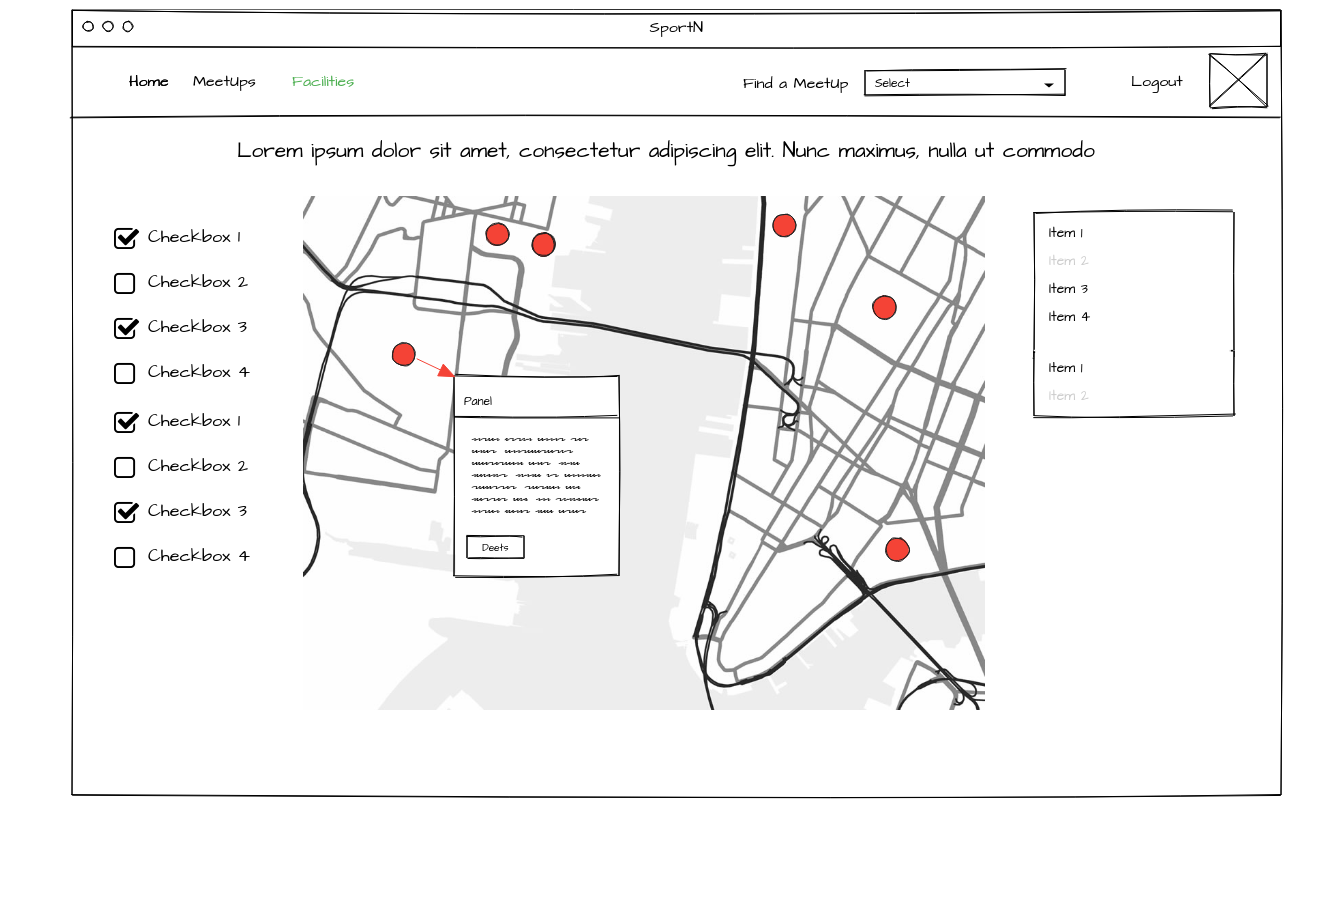 SportN
Home MeetUps Facilities Find a MeetUp Select Logout
Lorem ipsum dolor sit amet, consectetur adipiscing elit. Nunc maximus, nulla ut commodo
Checkbox 1
Checkbox 2
Checkbox 3
Checkbox 4
Checkbox 1
Checkbox 2
Checkbox 3
Checkbox 4
Panel
Deets
Item 1
Item 2
Item 3
Item 4
Item 1
Item 2